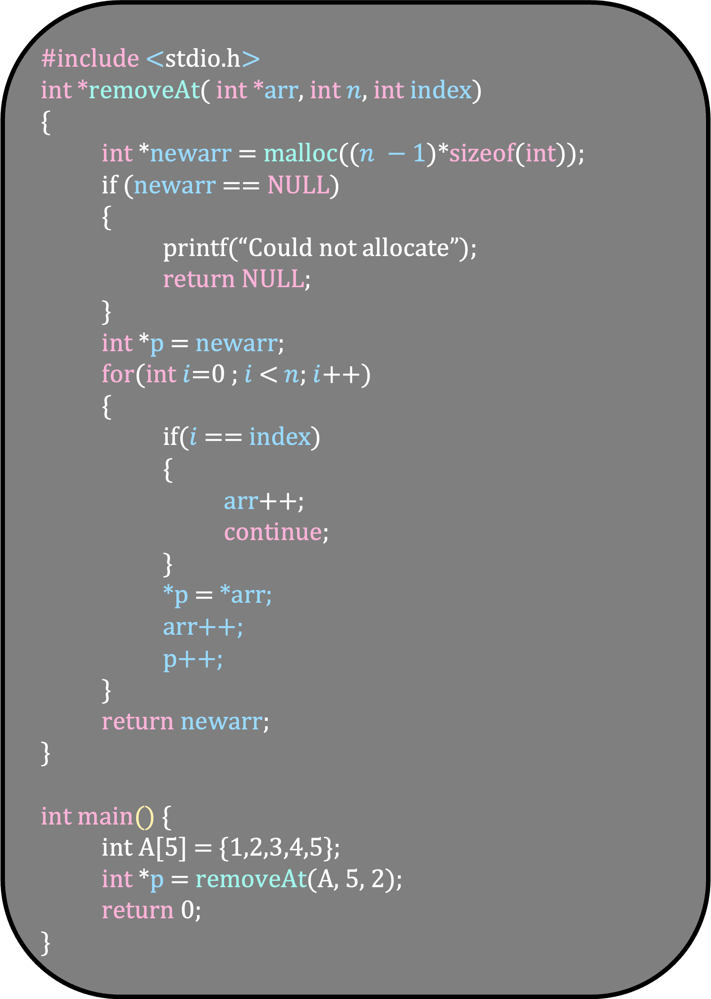 #include <stdio.h>
int *removeAt( int *arr, int n, int index)
{
int *newarr = malloc((n − 1)*sizeof(int));
if (newarr == NULL)
{
printf(“Could not allocate”);
return NULL;
}
int *p = newarr;
for(int i=0 ; i < n; i++)
{
if(i == index)
{
arr++;
continue;
}
*p = *arr;
arr++;
p++;
}
return newarr;
}
int main() {
int A[5] = {1,2,3,4,5};
int *p = removeAt(A, 5, 2);
return 0;
}